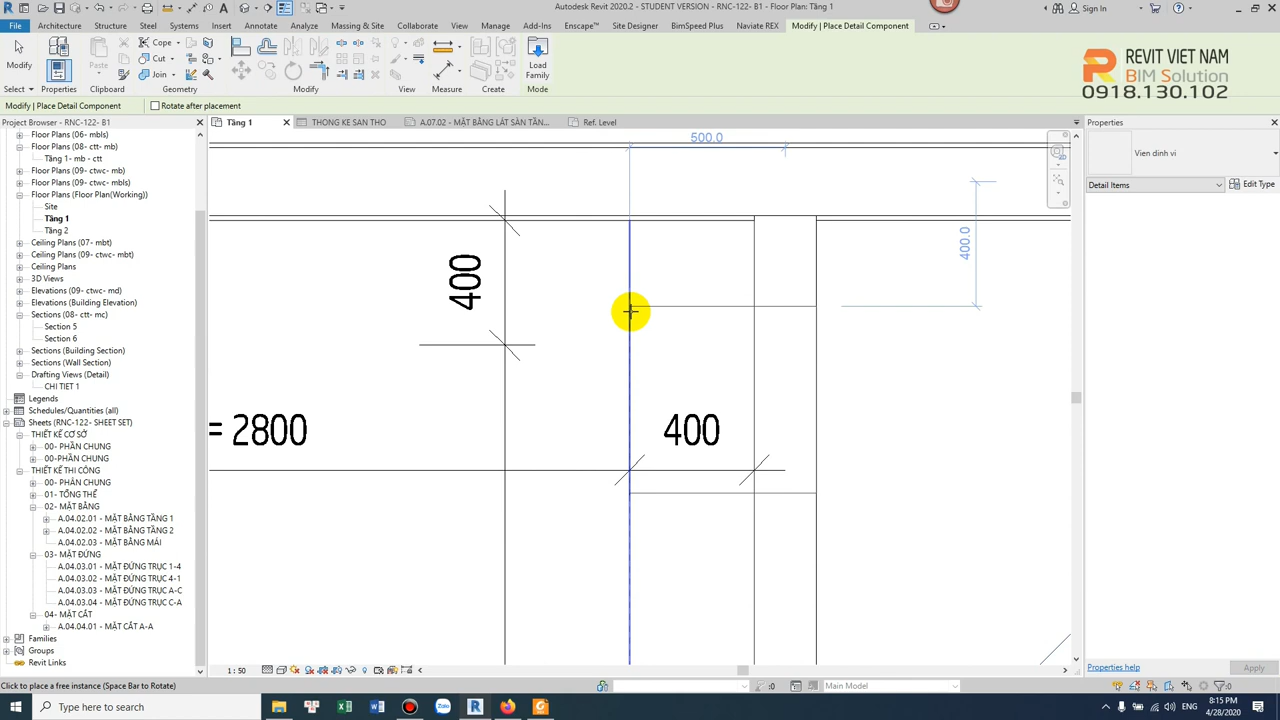 Autodesk Revit 2020.2 - STUDENT VERSION - RNC-122- B1 - Floor Plan: Tầng 1
Sign In
File Architecture Structure Steel Systems Insert Annotate Analyze Massing & Site Collaborate View Manage Add-Ins Enscape™ Site Designer BimSpeed Plus Naviate REX Modify | Place Detail Component
Modify
Paste
Cope
Cut
Join
Load
Family
Select Properties Clipboard Geometry Modify View Measure Create Mode
REVIT VIET NAM
BIM Solution
0918.130.102
Modify | Place Detail Component
Rotate after placement
Project Browser - RNC-122- B1
Floor Plans (06- mbls)
Floor Plans (08- ctt- mb)
Tầng 1- mb - ctt
Floor Plans (09- ctwc- mb)
Floor Plans (09- ctwc- mbls)
Floor Plans (Floor Plan(Working))
Site
Tầng 1
Tầng 2
Ceiling Plans (07- mbt)
Ceiling Plans (09- ctwc- mbt)
Ceiling Plans
3D Views
Elevations (09- ctwc - md)
Elevations (Building Elevation)
Sections (08- ctt- mc)
Section 5
Section 6
Sections (Building Section)
Sections (Wall Section)
Drafting Views (Detail)
CHI TIET 1
Legends
Schedules/Quantities (all)
Sheets (RNC-122- SHEET SET)
THIẾT KẾ CƠ SỞ
00- PHẦN CHUNG
00-PHẦN CHUNG
THIẾT KẾ THI CÔNG
00- PHẦN CHUNG
01- TỔNG THỂ
02- MẶT BẰNG
A.04.02.01 - MẶT BẰNG TẦNG 1
A.04.02.02 - MẶT BẰNG TẦNG 2
A.04.02.03 - MẶT BẰNG MÁI
03- MẶT ĐỨNG
A.04.03.01 - MẶT ĐỨNG TRỤC 1-4
A.04.03.02 - MẶT ĐỨNG TRỤC 4-1
A.04.03.03 - MẶT ĐỨNG TRỤC A-C
A.04.03.04 - MẶT ĐỨNG TRỤC C-A
04- MẶT CẮT
A.04.04.01 - MẶT CẮT A-A
Families
Groups
Revit Links
Tầng 1
THONG KE SAN THO
A.07.02 - MẶT BẰNG LÁT SÀN TẦN...
Ref. Level
500.0
400
400.0
= 2800
400
Properties
Vien dinh vi
Detail Items
Edit Type
Properties help
Apply
1 : 50
Click to place a free instance (Space Bar to Rotate)
:0
Main Model
:0
Type here to search
ENG
8:15 PM
4/28/2020